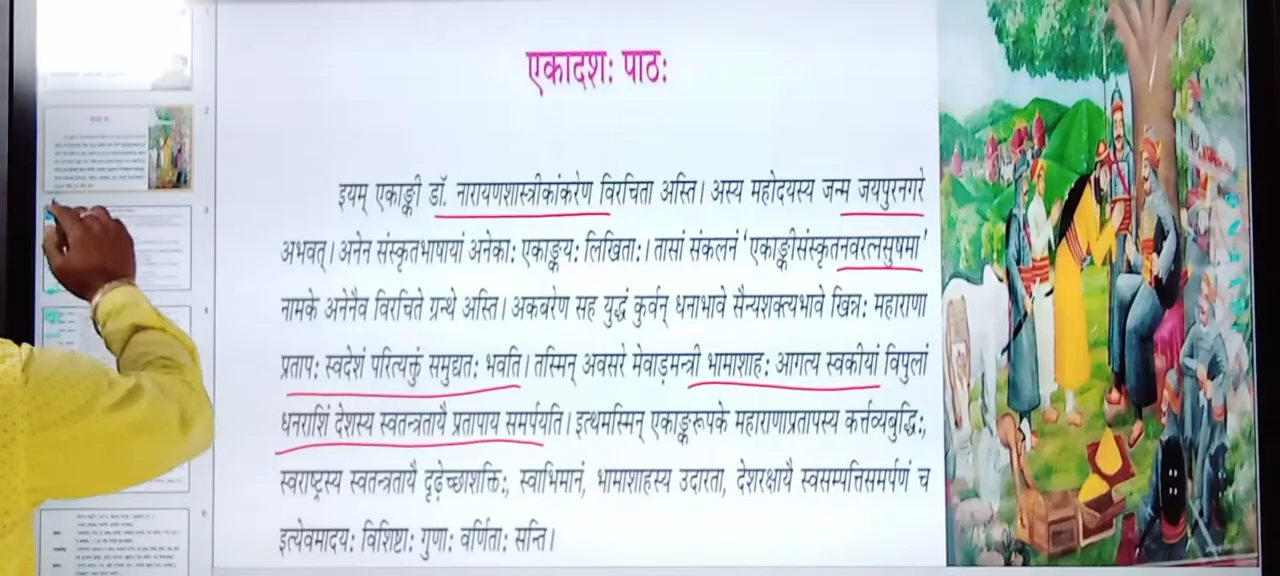 एकादशः पाठः
इयम् एकाङ्की डॉ. नारायणशास्त्रीकांकरेण विरचिता अस्ति। अस्य महोदयस्य जन्म जयपुरनगरे
अभवत्। अनेन संस्कृतभाषायां अनेकाः एकाङ्क्यः लिखिताः। तासां संकलनं 'एकाङ्कीसंस्कृतनवरत्नसुषमा'
नामके अनेनैव विरचिते ग्रन्थे अस्ति। अकबरेण सह युद्धं कुर्वन् धनाभावे सैन्यशक्त्यभावे खिन्नः महाराणा
प्रतापः स्वदेशं परित्यक्तुं समुद्यतः भवति। तस्मिन् अवसरे मेवाड़मन्त्री भामाशाहः आगत्य स्वकीयां विपुलां
धनराशिं देशस्य स्वतन्त्रतायै प्रतापाय समर्पयति। इत्थमस्मिन् एकाङ्करूपके महाराणाप्रतापस्य कर्त्तव्यबुद्धिः,
स्वराष्ट्रस्य स्वतन्त्रतायै दृढ़ेच्छाशक्तिः, स्वाभिमानं, भामाशाहस्य उदारता, देशरक्षायै स्वसम्पत्तिसमर्पणं च
इत्येवमादयः विशिष्टाः गुणाः वर्णिताः सन्ति।
2
3
6